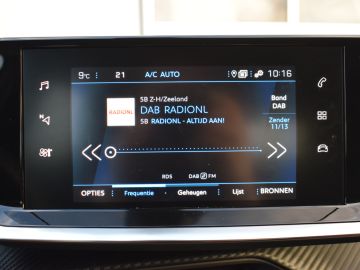 9°C 21 A/C AUTO 10:16
5B Z-H/Zeeland
Band
DAB
RADIONL
DAB RADIONL
5B RADIONL - ALTIJD AAN!
Zender
11/13
RDS DAB FM
OPTIES Frequentie Geheugen Lijst BRONNEN
N